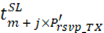 t^{SL}_{m + j×P'_{rsvp_TX}}